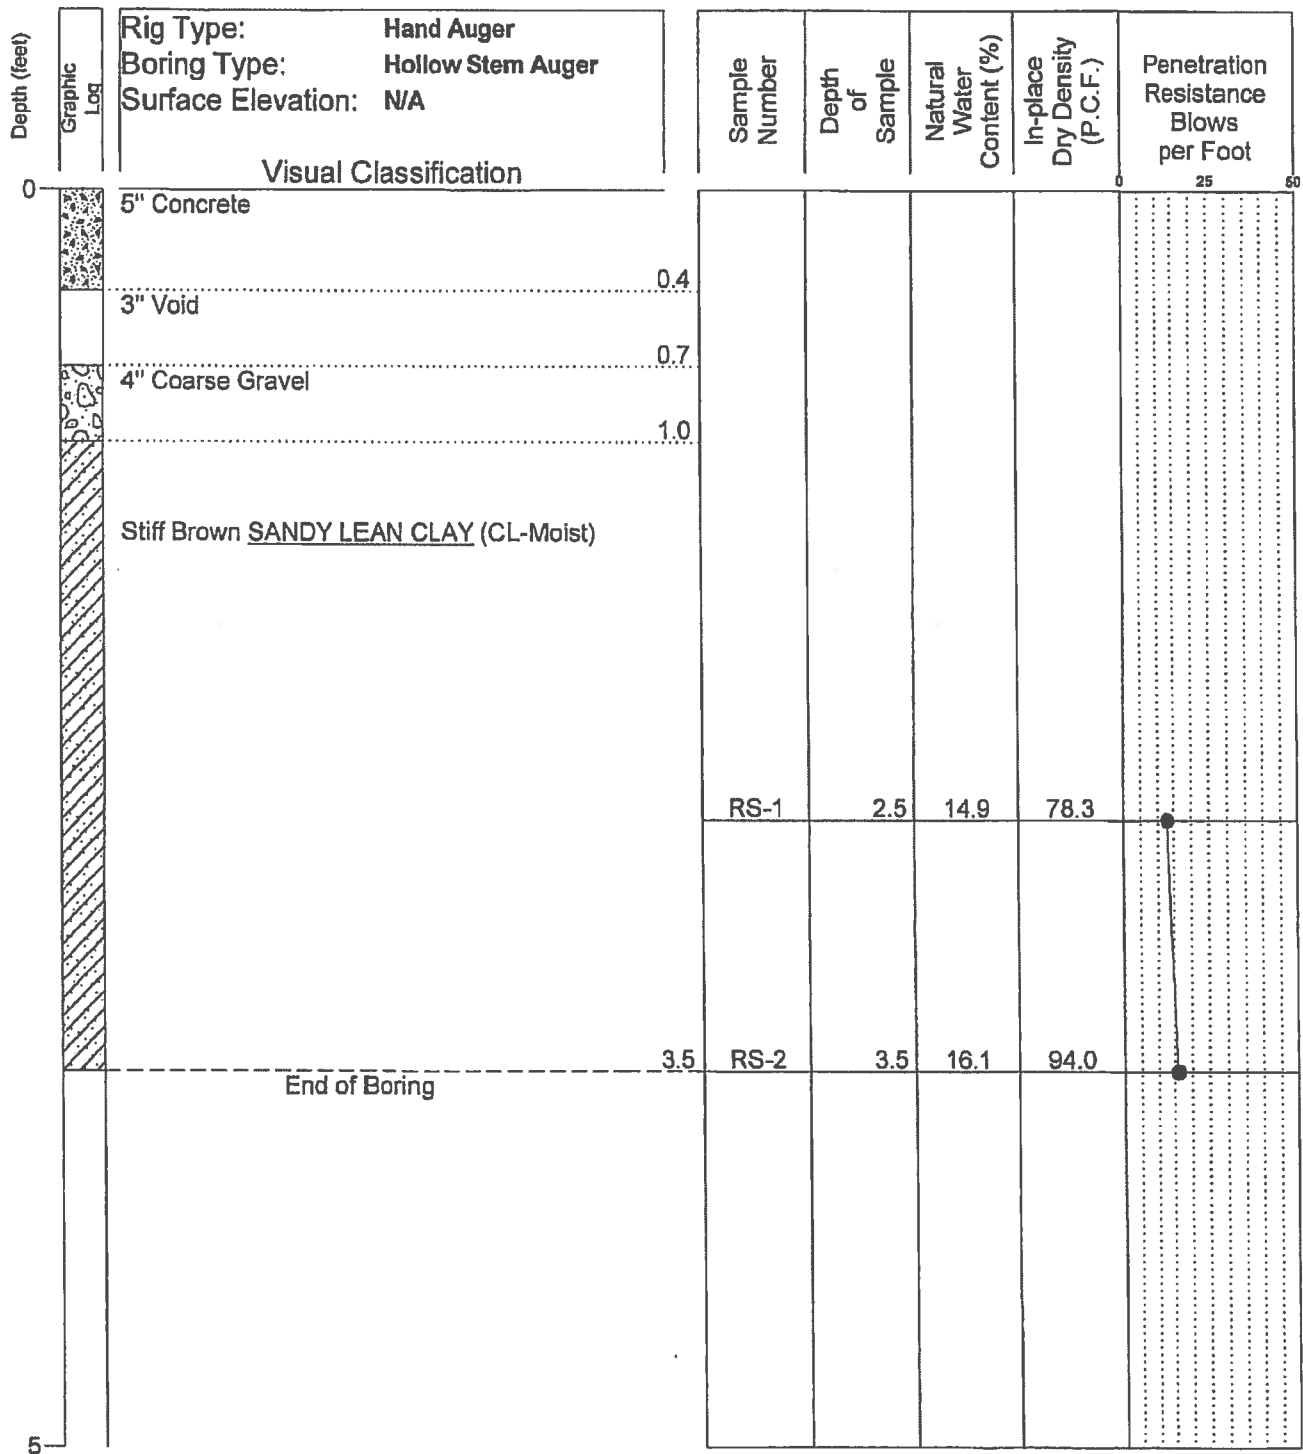 Depth (feet)
Graphic
Log
Rig Type: Hand Auger
Boring Type: Hollow Stem Auger
Surface Elevation: N/A
Visual Classification
Sample
Number
Depth
of
Sample
Natural
Water
Content (%)
In-place
Dry Density
(P.C.F.)
Penetration
Resistance
Blows
per Foot
0 25 50
0
5" Concrete
0.4
3" Void
0.7
4" Coarse Gravel
1.0
Stiff Brown SANDY LEAN CLAY (CL-Moist)
RS-1 2.5 14.9 78.3
3.5 RS-2 3.5 16.1 94.0
End of Boring
5